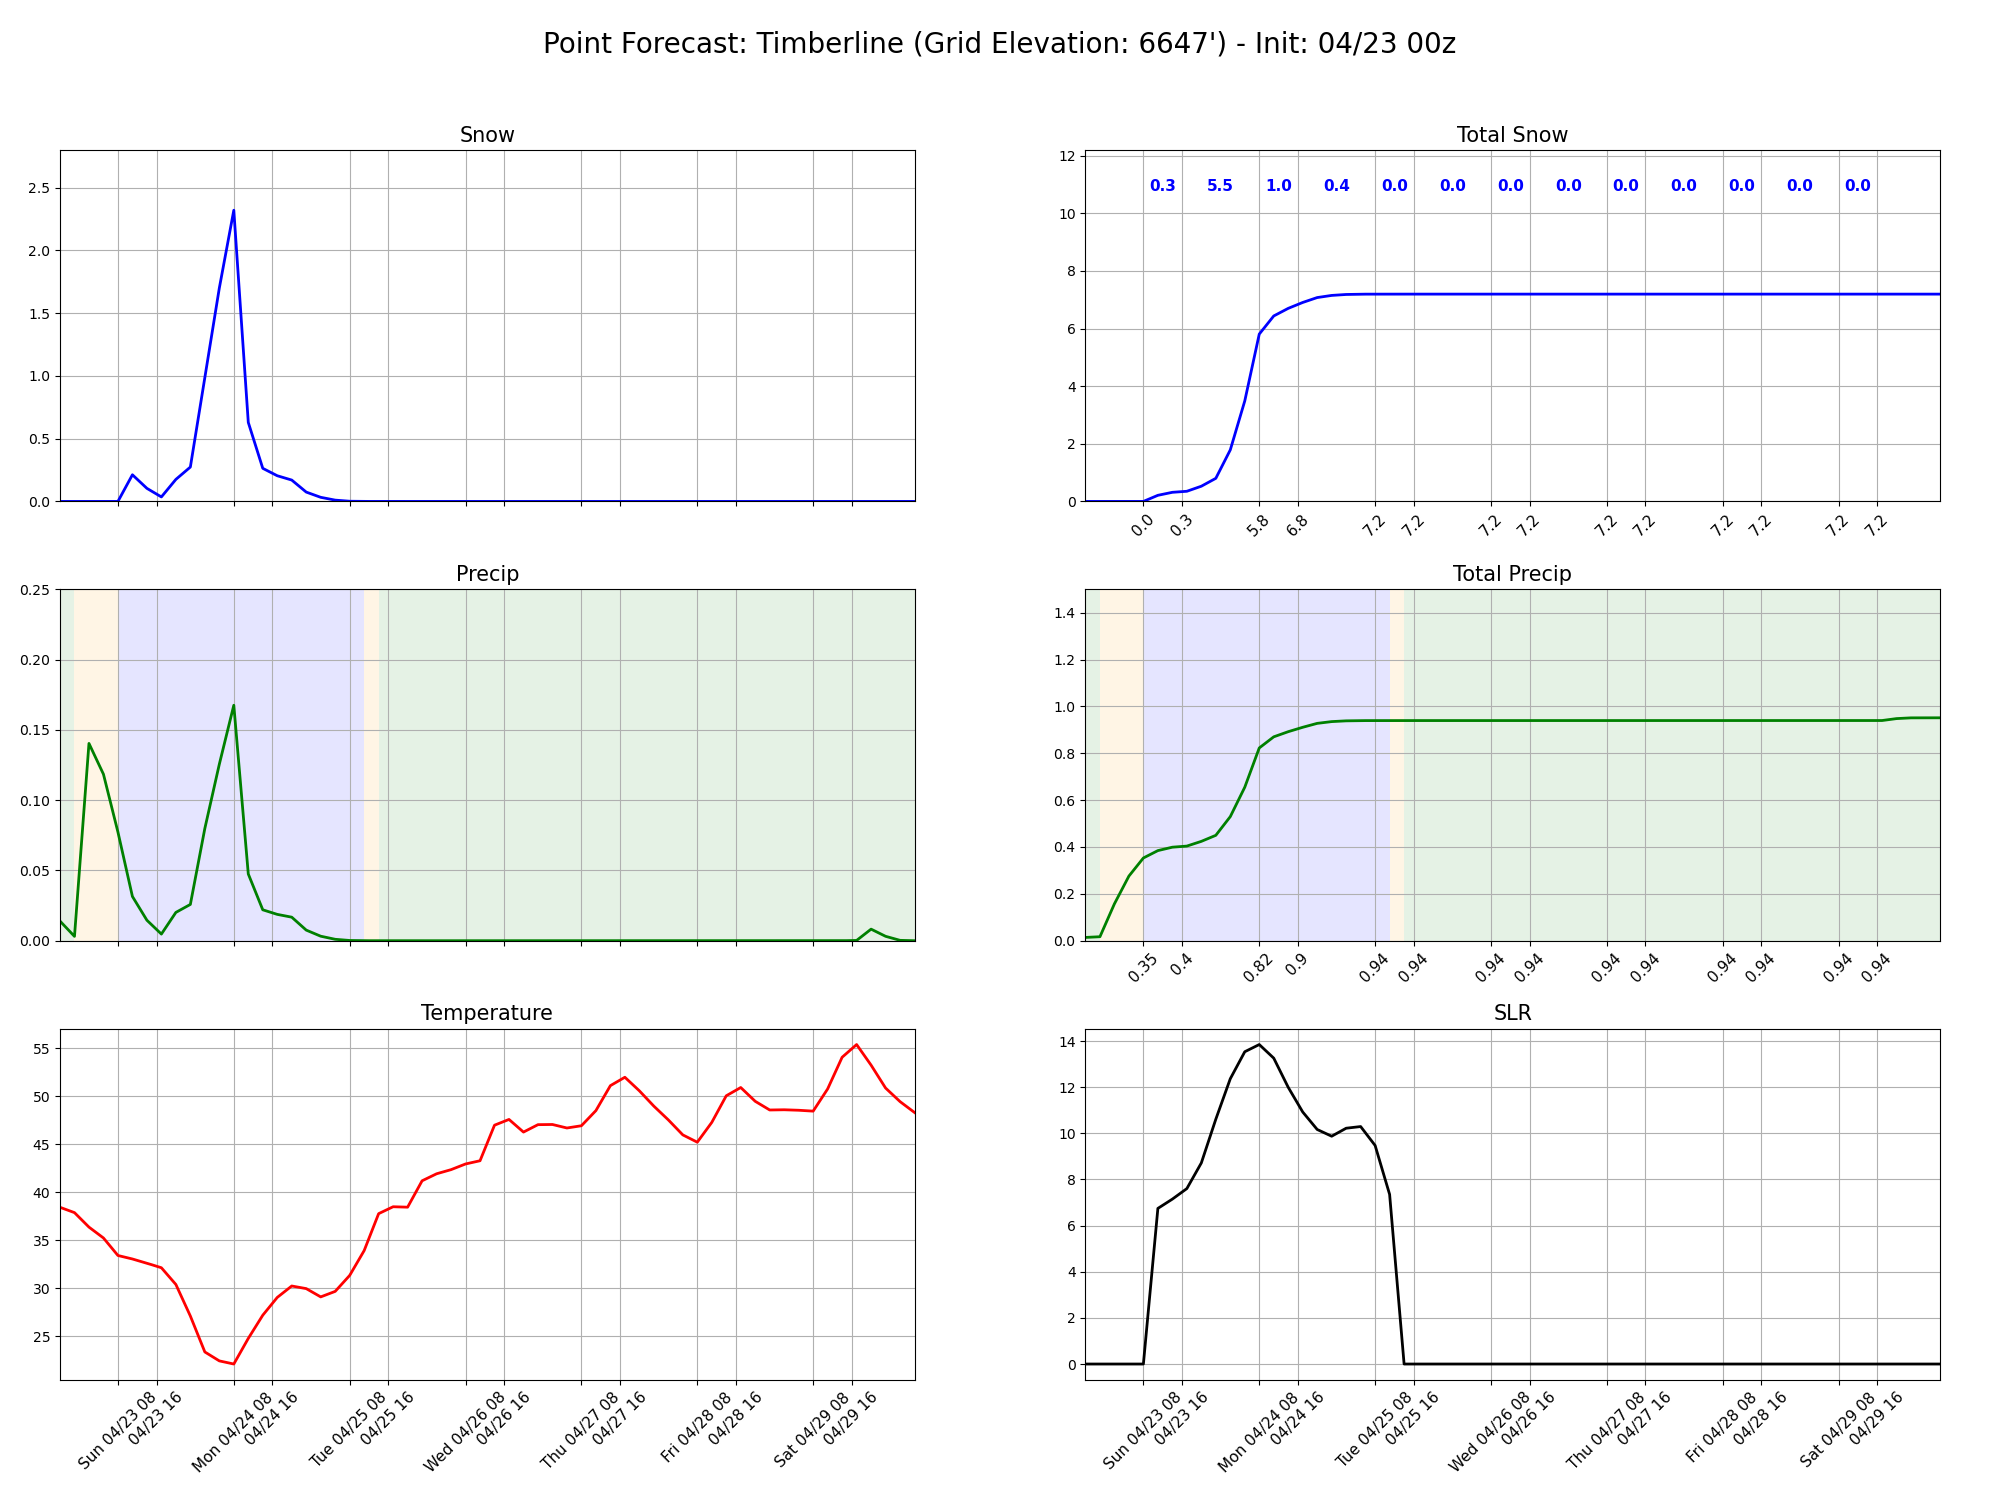 Point Forecast: Timberline (Grid Elevation: 6647') - Init: 04/23 00z
Snow
2.5
2.0
1.5
1.0
0.5
0.0
Total Snow
12
10
8
6
4
2
0
0.3 5.5 1.0 0.4 0.0 0.0 0.0 0.0 0.0 0.0 0.0 0.0 0.0
0.0 0.3 5.8 6.8 7.2 7.2 7.2 7.2 7.2 7.2 7.2 7.2 7.2 7.2
Precip
0.25
0.20
0.15
0.10
0.05
0.00
Total Precip
1.4
1.2
1.0
0.8
0.6
0.4
0.2
0.0
0.35 0.4 0.82 0.9 0.94 0.94 0.94 0.94 0.94 0.94 0.94 0.94 0.94 0.94
Temperature
55
50
45
40
35
30
25
Sun 04/23 08
04/23 16
Mon 04/24 08
04/24 16
Tue 04/25 08
04/25 16
Wed 04/26 08
04/26 16
Thu 04/27 08
04/27 16
Fri 04/28 08
04/28 16
Sat 04/29 08
04/29 16
SLR
14
12
10
8
6
4
2
0
Sun 04/23 08
04/23 16
Mon 04/24 08
04/24 16
Tue 04/25 08
04/25 16
Wed 04/26 08
04/26 16
Thu 04/27 08
04/27 16
Fri 04/28 08
04/28 16
Sat 04/29 08
04/29 16